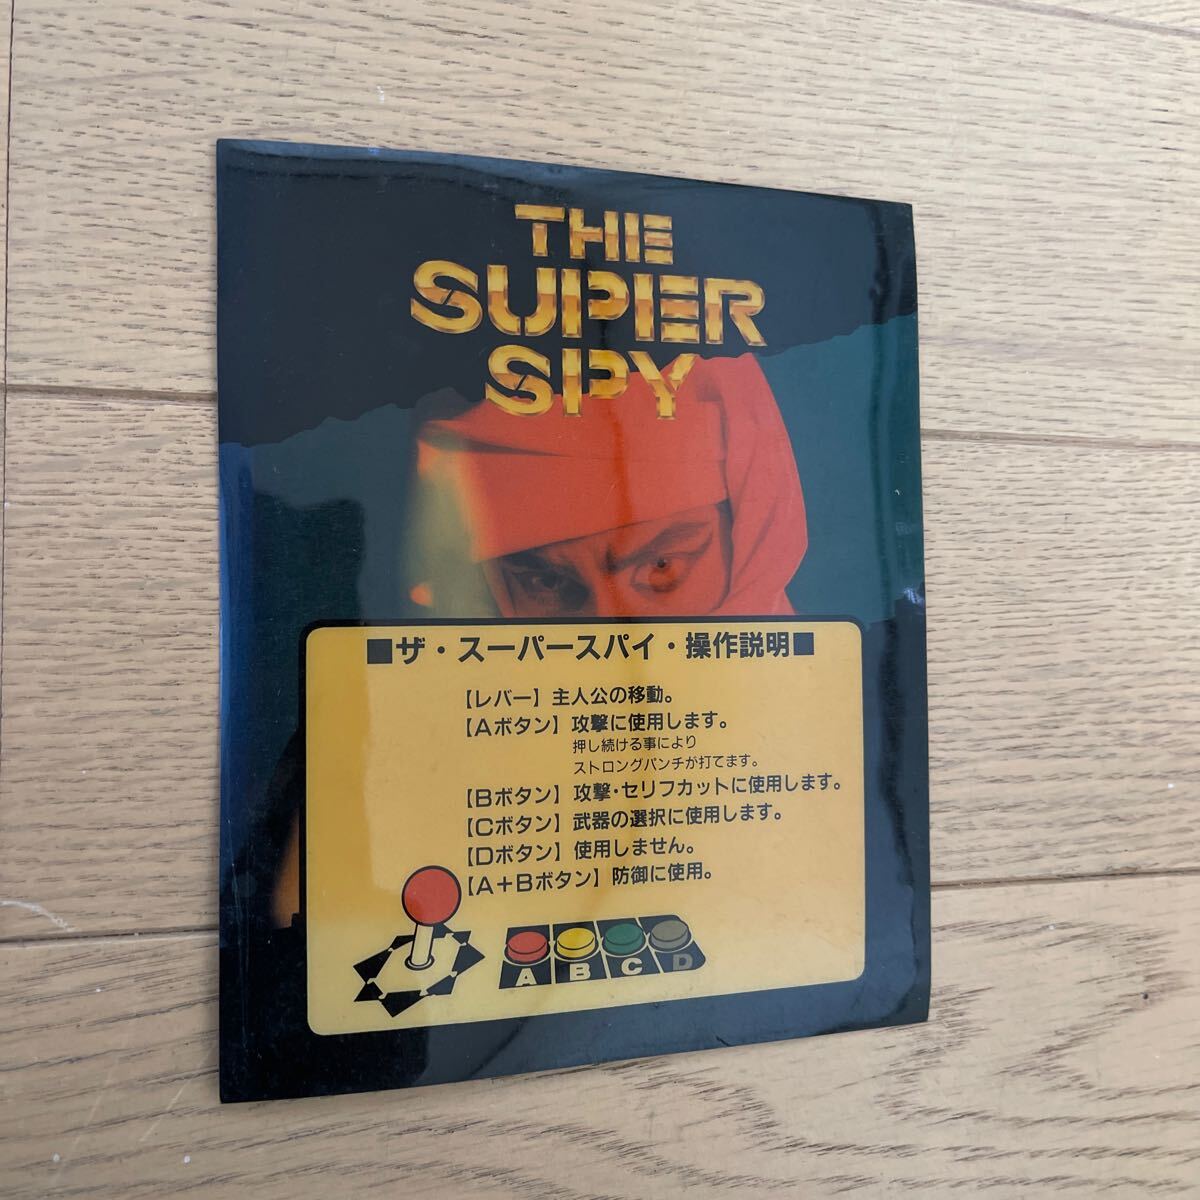 THE
SUPER
SPY
■ザ・スーパースパイ・操作説明■
【レバー】主人公の移動。
【Aボタン】攻撃に使用します。
押し続ける事により
ストロングパンチが打てます。
【Bボタン】攻撃・セリフカットに使用します。
【Cボタン】武器の選択に使用します。
【Dボタン】使用しません。
【A+Bボタン】防御に使用。
A B C D